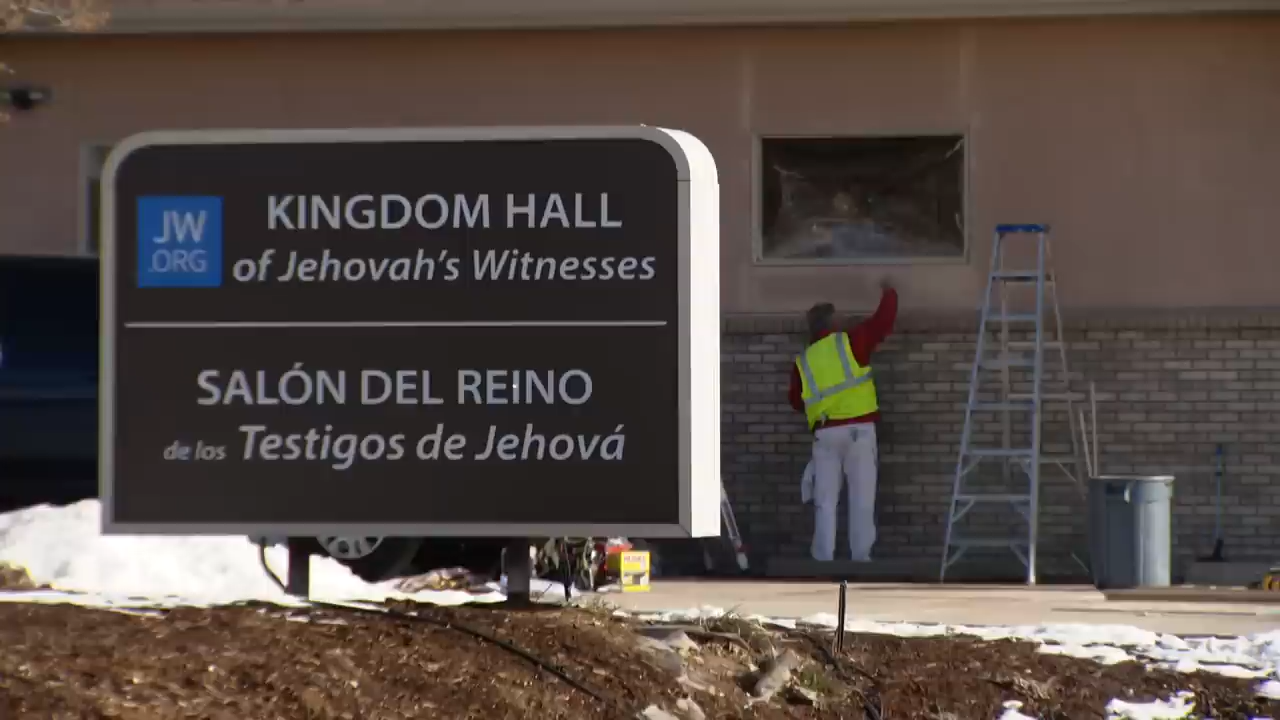 JW
.ORG
KINGDOM HALL
of Jehovah's Witnesses
SALÓN DEL REINO
de los Testigos de Jehová